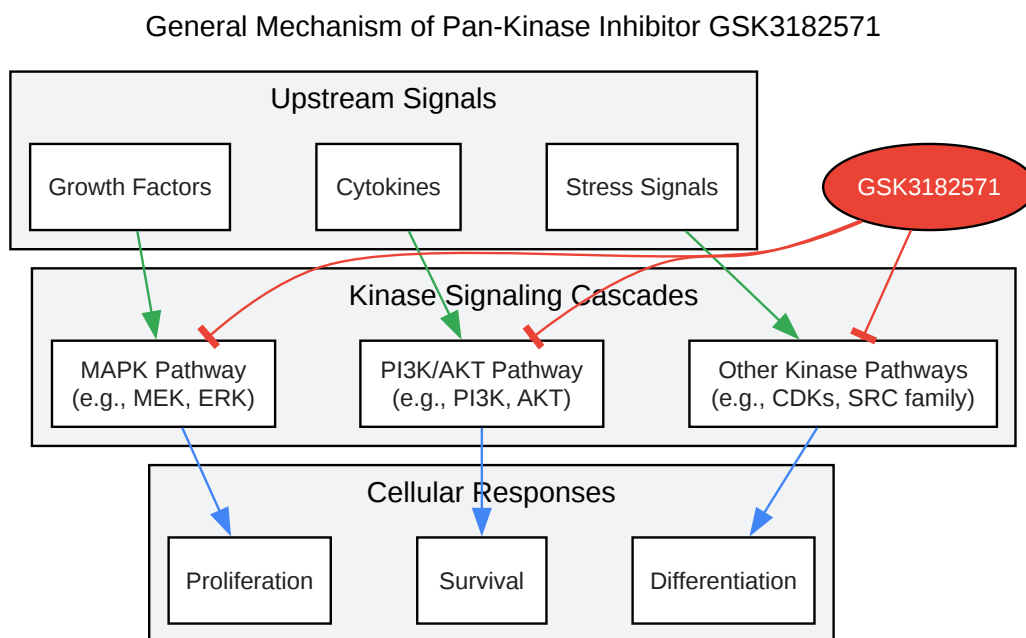 General Mechanism of Pan-Kinase Inhibitor GSK3182571
Upstream Signals
Growth Factors
Cytokines
Stress Signals
GSK3182571
Kinase Signaling Cascades
MAPK Pathway
(e.g., MEK, ERK)
PI3K/AKT Pathway
(e.g., PI3K, AKT)
Other Kinase Pathways
(e.g., CDKs, SRC family)
Cellular Responses
Proliferation
Survival
Differentiation